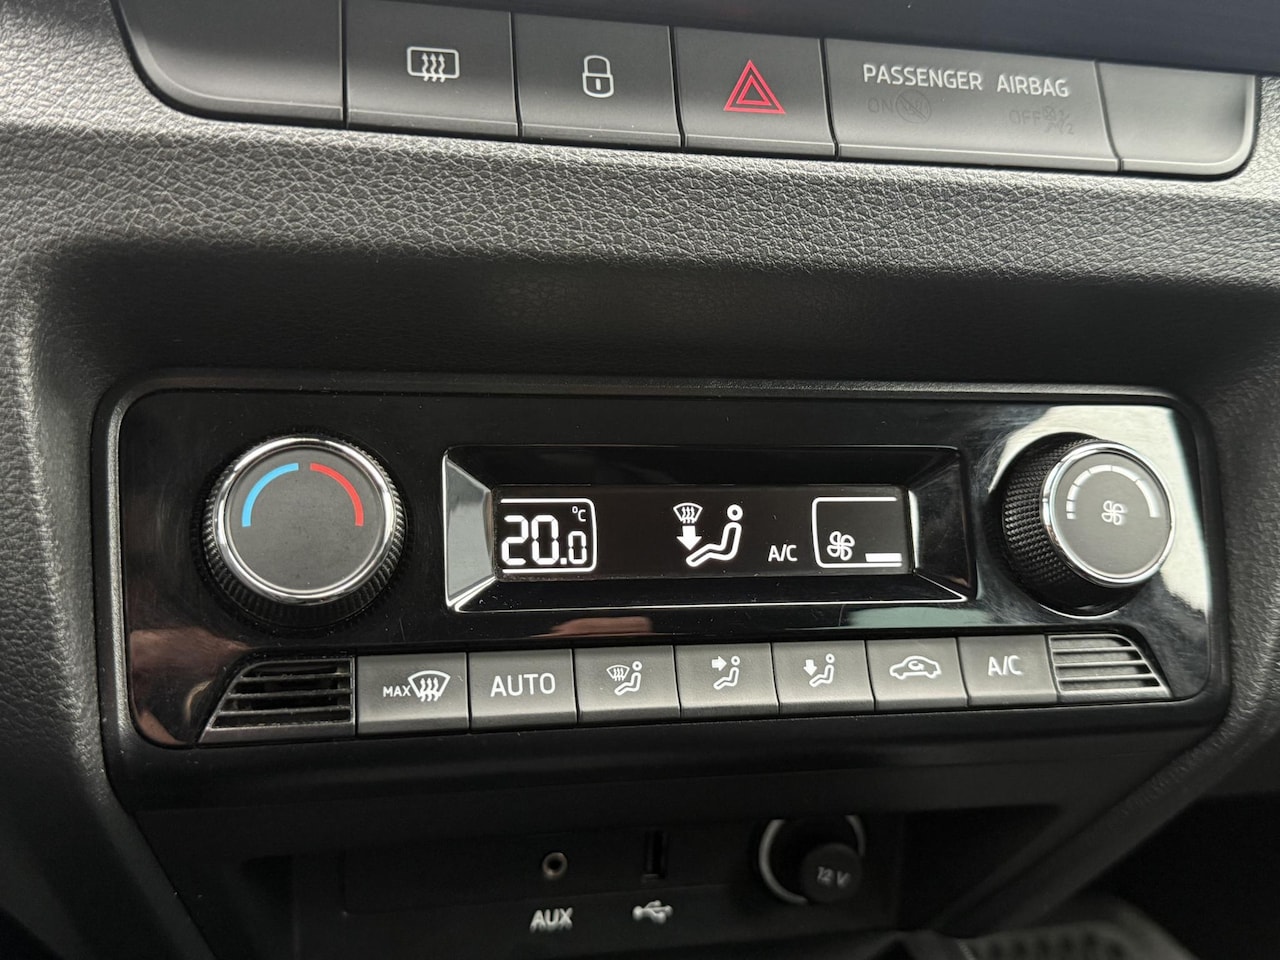 PASSENGER AIRBAG
ON OFF
20.0 °C
A/C
MAX AUTO A/C
12 V
AUX